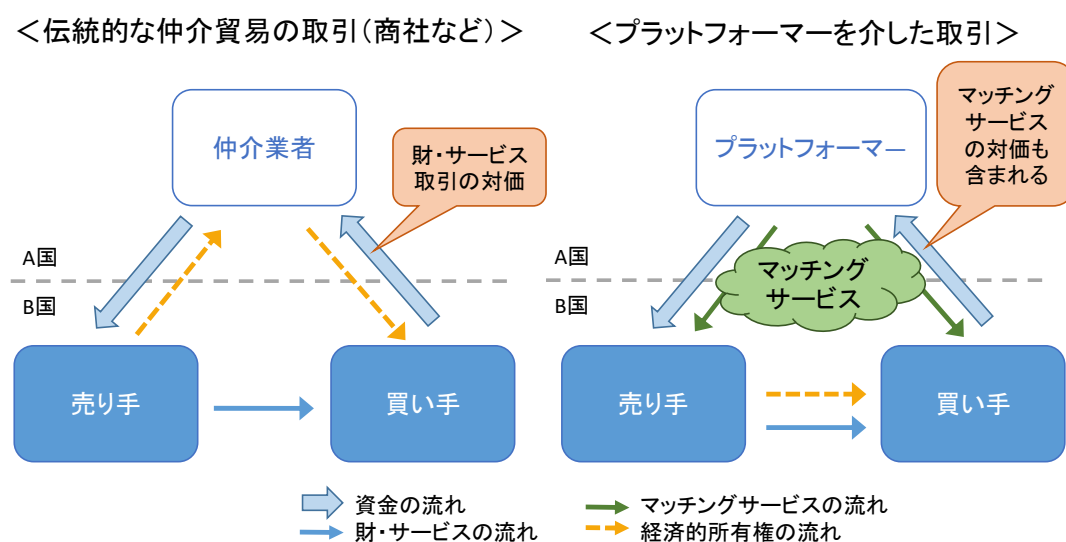 ＜伝統的な仲介貿易の取引（商社など）＞
仲介業者
財・サービス
取引の対価
A国
B国
売り手
買い手
＜プラットフォーマーを介した取引＞
プラットフォーマー
マッチング
サービス
の対価も
含まれる
A国
マッチング
サービス
B国
売り手
買い手
資金の流れ
マッチングサービスの流れ
財・サービスの流れ
経済的所有権の流れ